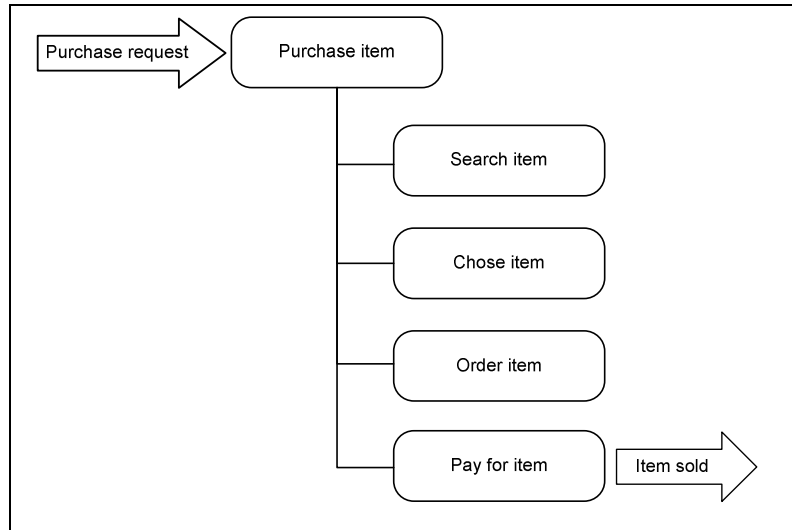 Purchase request
Purchase item
Search item
Chose item
Order item
Pay for item
Item sold